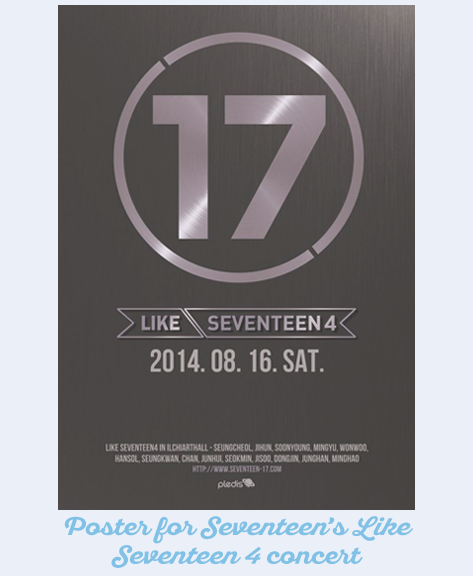 17
LIKE SEVENTEEN 4
2014. 08. 16. SAT.
LIKE SEVENTEEN4 IN ILCHIARTHALL - SEUNGCHEOL, JIHUN, SOONYOUNG, MINGYU, WONWOO,
HANSOL, SEUNGKWAN, CHAN, JUNHUI, SEOKMIN, JISOO, DONGJIN, JUNGHAN, MINGHAO
HTTP://WWW.SEVENTEEN-17.COM
pledis
Poster for Seventeen's Like
Seventeen 4 concert